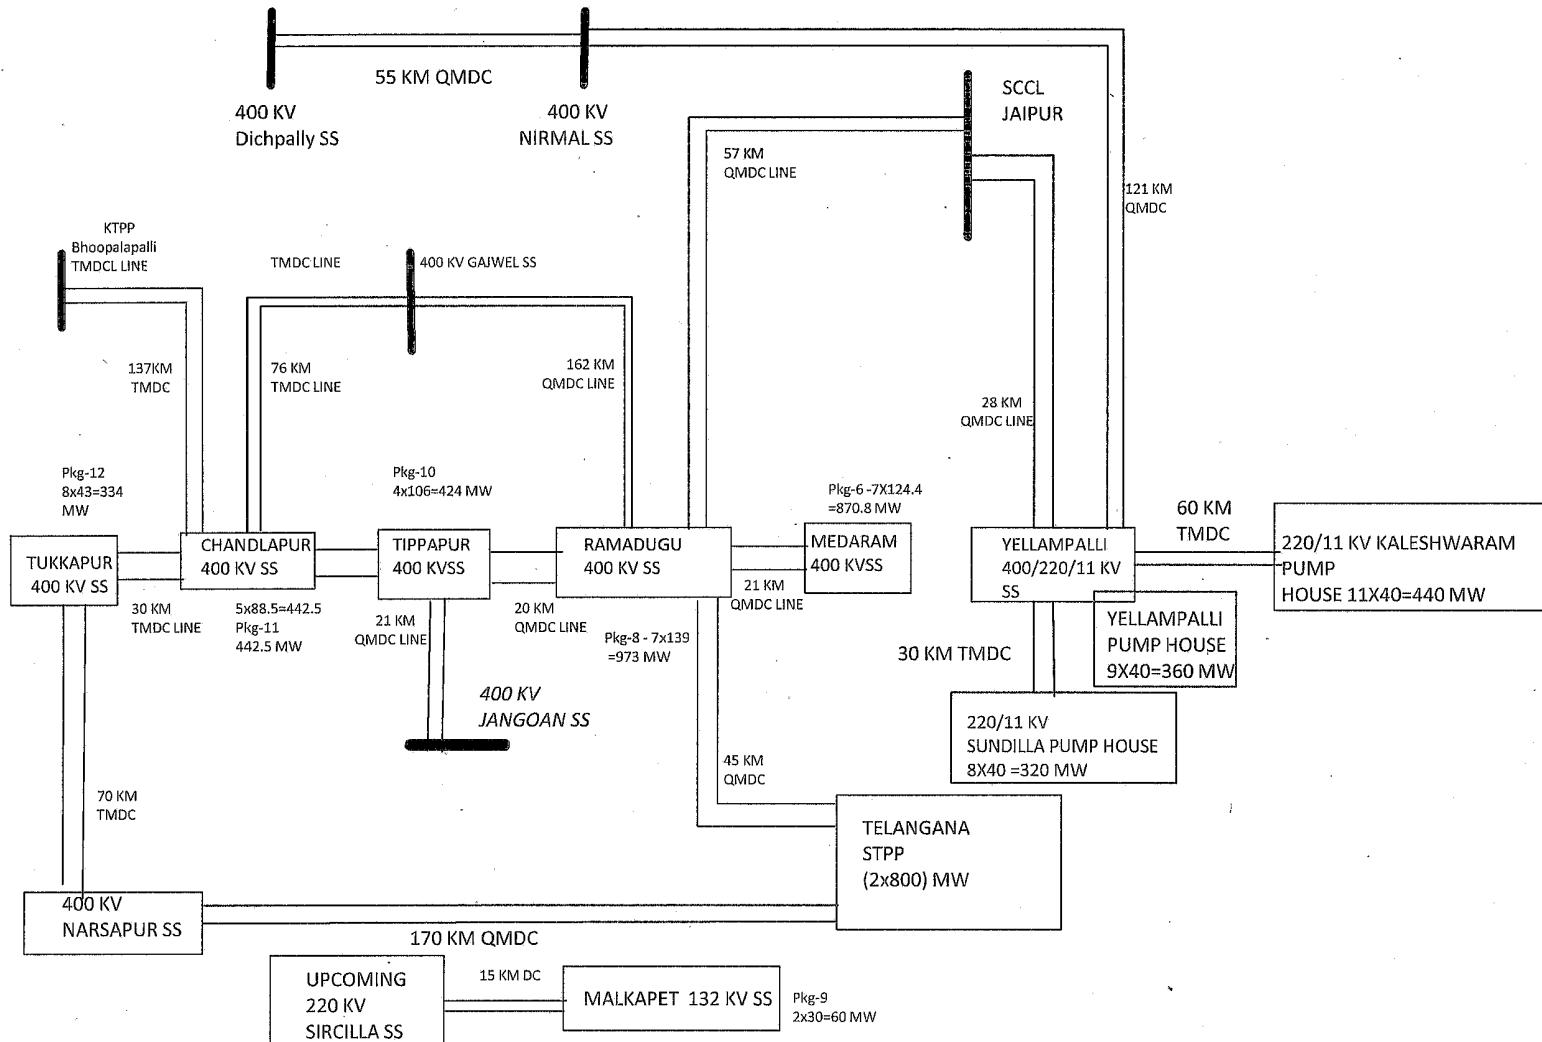 55 KM QMDC
400 KV
Dichpally SS
400 KV
NIRMAL SS
SCCL
JAIPUR
57 KM
QMDC LINE
121 KM
QMDC
KTPP
Bhoopalapalli
TMDCL LINE
TMDC LINE
400 KV GAJWEL SS
137KM
TMDC
76 KM
TMDC LINE
162 KM
QMDC LINE
28 KM
QMDC LINE
Pkg-12
8x43=334
MW
Pkg-10
4x106=424 MW
Pkg-6 -7X124.4
=870.8 MW
60 KM
TMDC
TUKKAPUR
400 KV SS
CHANDLAPUR
400 KV SS
TIPPAPUR
400 KVSS
RAMADUGU
400 KV SS
MEDARAM
400 KVSS
YELLAMPALLI
400/220/11 KV
SS
220/11 KV KALESHWARAM
PUMP
HOUSE 11X40=440 MW
30 KM
TMDC LINE
5x88.5=442.5
Pkg-11
442.5 MW
21 KM
QMDC LINE
20 KM
QMDC LINE
Pkg-8 - 7x139
=973 MW
21 KM
QMDC LINE
YELLAMPALLI
PUMP HOUSE
9X40=360 MW
30 KM TMDC
400 KV
JANGOAN SS
220/11 KV
SUNDILLA PUMP HOUSE
8X40 =320 MW
45 KM
QMDC
70 KM
TMDC
TELANGANA
STPP
(2x800) MW
400 KV
NARSAPUR SS
170 KM QMDC
UPCOMING
220 KV
SIRCILLA SS
15 KM DC
MALKAPET 132 KV SS
Pkg-9
2x30=60 MW